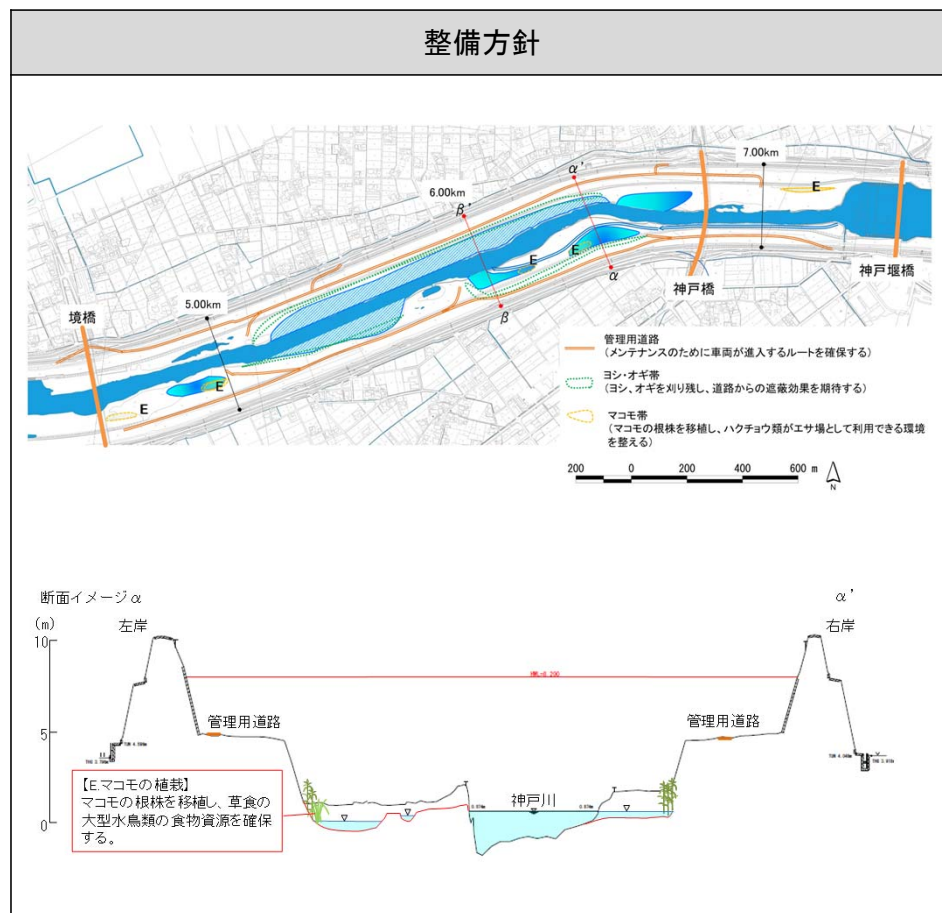 整備方針
7.00km
α'
E
6.00km
β'
E
E
神戸堰橋
神戸橋
α
5.00km
β
境橋
E
E
管理用道路
(メンテナンスのために車両が進入するルートを確保する)
ヨシ・オギ帯
(ヨシ、オギを刈り残し、道路からの遮蔽効果を期待する)
マコモ帯
(マコモの根株を移植し、ハクチョウ類がエサ場として利用できる環境
を整える)
200 0 200 400 600 m
N
断面イメージα
α'
(m)
左岸
右岸
10
管理用道路
管理用道路
5
【E.マコモの植栽】
マコモの根株を移植し、草食の
大型水鳥類の食物資源を確保
する。
神戸川
0